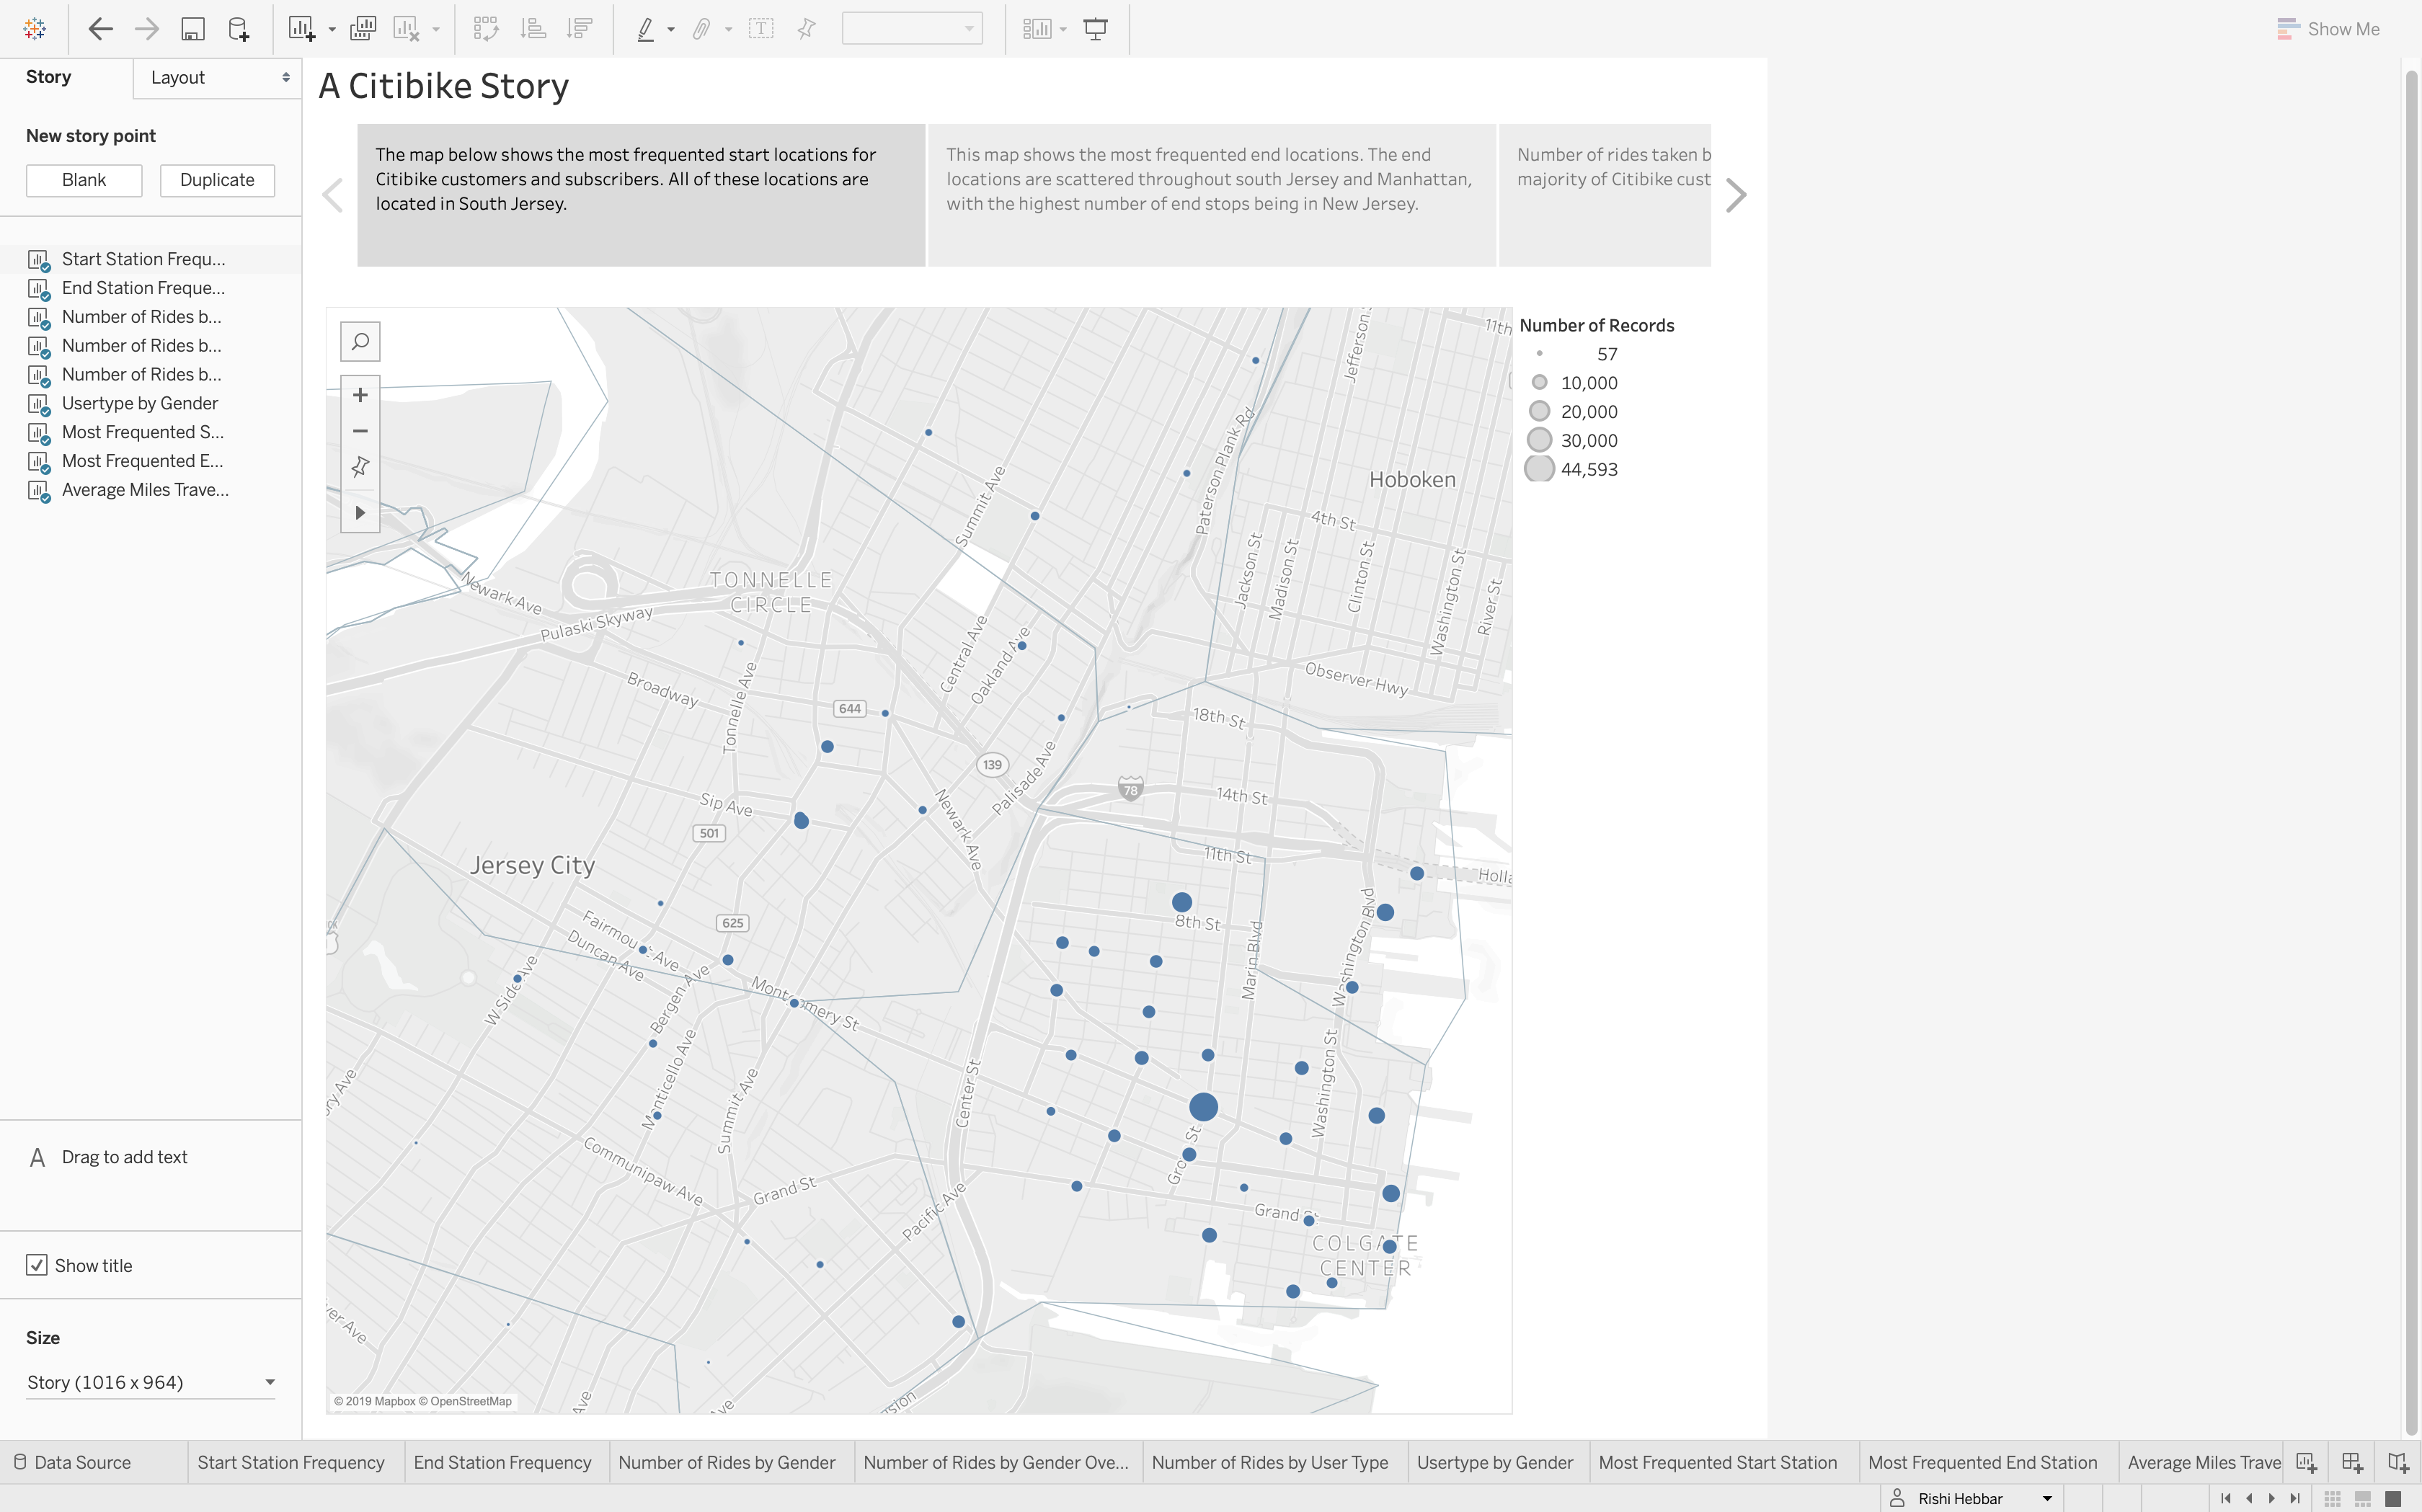 Show Me
Story
Layout
A Citibike Story
New story point
Blank
Duplicate
The map below shows the most frequented start locations for
Citibike customers and subscribers. All of these locations are
located in South Jersey.
This map shows the most frequented end locations. The end
locations are scattered throughout south Jersey and Manhattan,
with the highest number of end stops being in New Jersey.
Number of rides taken b
majority of Citibike cust
Start Station Frequ...
End Station Freque...
Number of Rides b...
Number of Rides b...
Number of Rides b...
Usertype by Gender
Most Frequented S...
Most Frequented E...
Average Miles Trave...
Number of Records
57
10,000
20,000
30,000
44,593
11th
Jefferson
Paterson Plank Rd
Hoboken
Summit Ave
4th St
Jackson St
Madison St
Clinton St
Washington St
River St
Newark Ave
TONNELLE
CIRCLE
Pulaski Skyway
Central Ave
Oakland Ave
Observer Hwy
Broadway
Tonnelle Ave
644
18th St
139
Palisade Ave
78
14th St
Sip Ave
501
Newark Ave
11th St
Jersey City
Holla
625
8th St
Fairmount Ave
Duncan Ave
W Side Ave
Bergen Ave
Montgomery St
Marin Blvd
Washington Blvd
Monticello Ave
Summit Ave
Center St
Washington St
ory Ave
Communipaw Ave
Grand St
Pacific Ave
Grove St
Grand St
COLGATE
CENTER
ver Ave
Ave
ve
sion
© 2019 Mapbox © OpenStreetMap
A Drag to add text
Show title
Size
Story (1016 x 964)
Data Source
Start Station Frequency
End Station Frequency
Number of Rides by Gender
Number of Rides by Gender Ove...
Number of Rides by User Type
Usertype by Gender
Most Frequented Start Station
Most Frequented End Station
Average Miles Trave
Rishi Hebbar